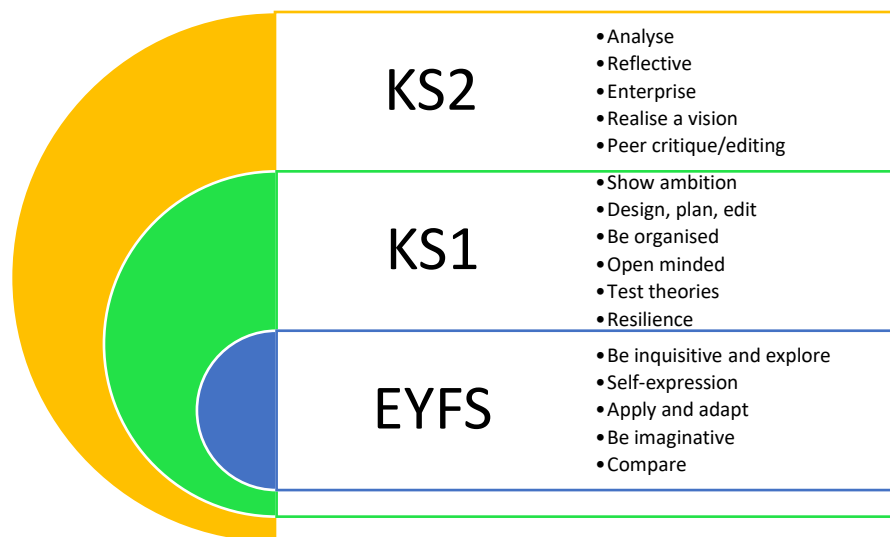 KS2
•Analyse
•Reflective
•Enterprise
•Realise a vision
•Peer critique/editing
KS1
•Show ambition
•Design, plan, edit
•Be organised
•Open minded
•Test theories
•Resilience
EYFS
•Be inquisitive and explore
•Self-expression
•Apply and adapt
•Be imaginative
•Compare